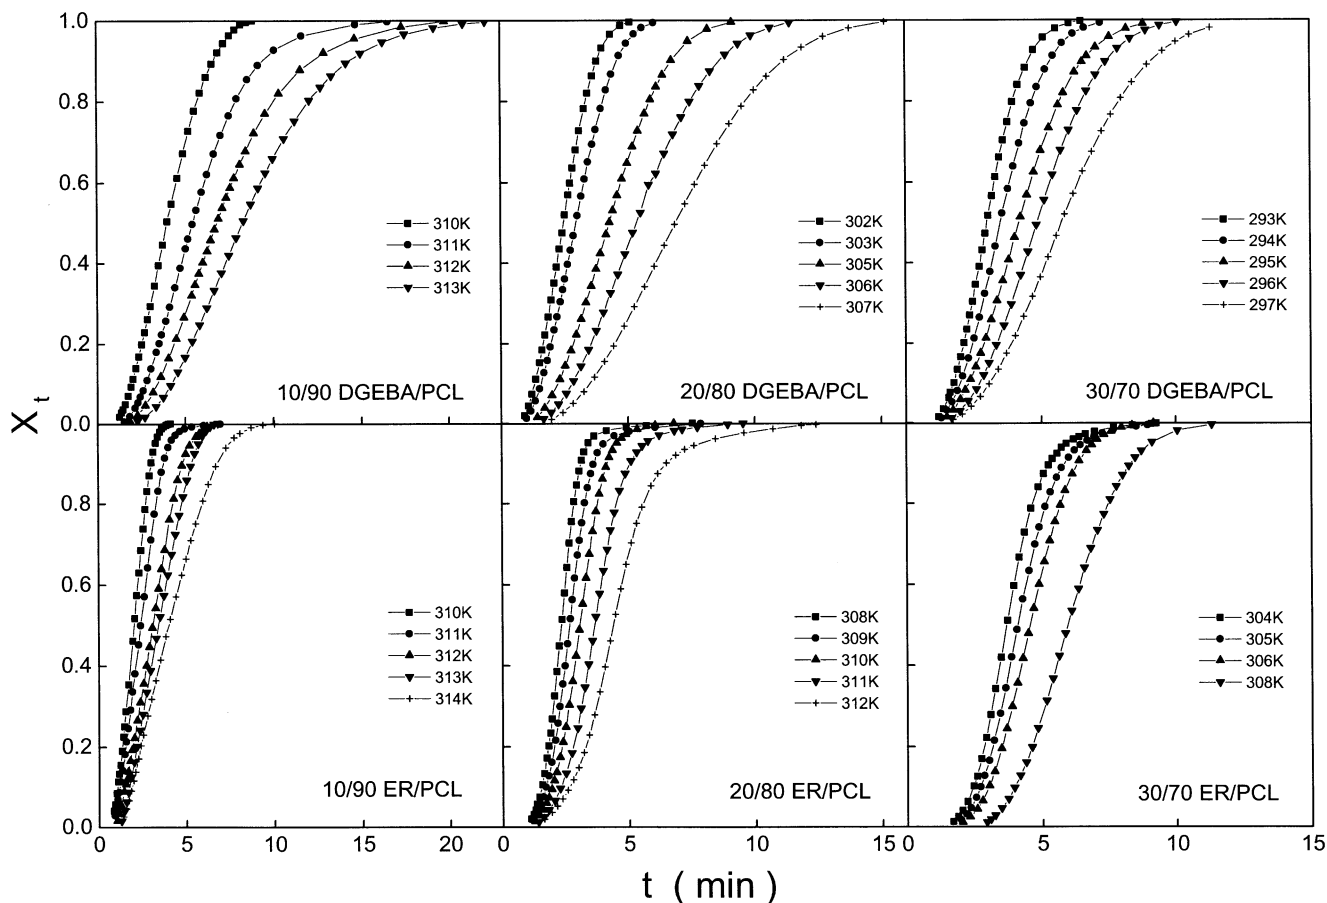 1.0
0.8
0.6
0.4
0.2
0.0
310K
311K
312K
313K
10/90 DGEBA/PCL
302K
303K
305K
306K
307K
20/80 DGEBA/PCL
293K
294K
295K
296K
297K
30/70 DGEBA/PCL
X t
0.8
0.6
0.4
0.2
0.0
310K
311K
312K
313K
314K
10/90 ER/PCL
308K
309K
310K
311K
312K
20/80 ER/PCL
304K
305K
306K
308K
30/70 ER/PCL
0 5 10 15 20 0 5 10 15 0 5 10 15
t ( min )